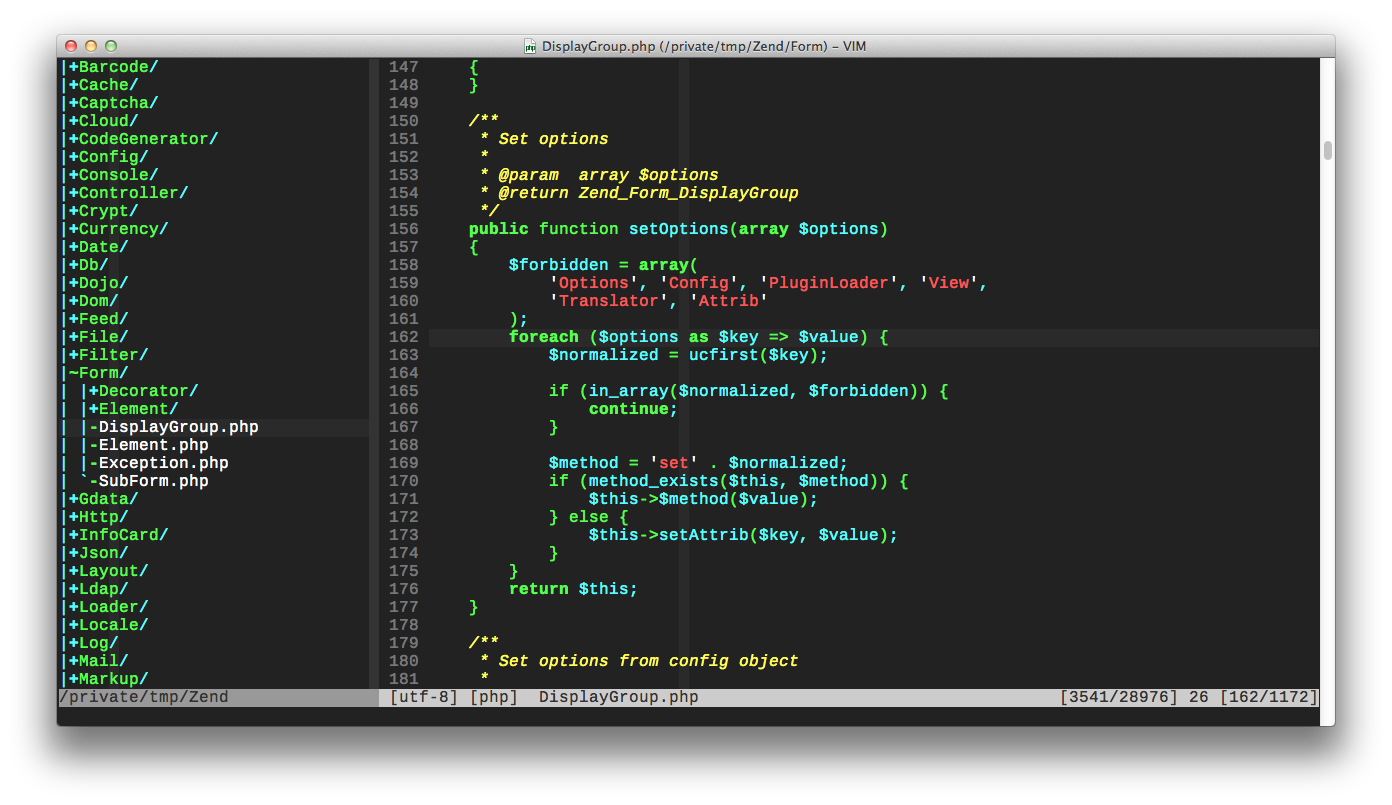 DisplayGroup.php (/private/tmp/Zend/Form) – VIM
|+Barcode/
|+Cache/
|+Captcha/
|+Cloud/
|+CodeGenerator/
|+Config/
|+Console/
|+Controller/
|+Crypt/
|+Currency/
|+Date/
|+Db/
|+Dojo/
|+Dom/
|+Feed/
|+File/
|+Filter/
|~Form/
| |+Decorator/
| |+Element/
| |-DisplayGroup.php
| |-Element.php
| |-Exception.php
| `-SubForm.php
|+Gdata/
|+Http/
|+InfoCard/
|+Json/
|+Layout/
|+Ldap/
|+Loader/
|+Locale/
|+Log/
|+Mail/
|+Markup/
/private/tmp/Zend
147     {
148     }
149
150     /**
151      * Set options
152      *
153      * @param  array $options
154      * @return Zend_Form_DisplayGroup
155      */
156     public function setOptions(array $options)
157     {
158         $forbidden = array(
159             'Options', 'Config', 'PluginLoader', 'View',
160             'Translator', 'Attrib'
161         );
162         foreach ($options as $key => $value) {
163             $normalized = ucfirst($key);
164
165             if (in_array($normalized, $forbidden)) {
166                 continue;
167             }
168
169             $method = 'set' . $normalized;
170             if (method_exists($this, $method)) {
171                 $this->$method($value);
172             } else {
173                 $this->setAttrib($key, $value);
174             }
175         }
176         return $this;
177     }
178
179     /**
180      * Set options from config object
181      *
[utf-8] [php]  DisplayGroup.php [3541/28976] 26 [162/1172]